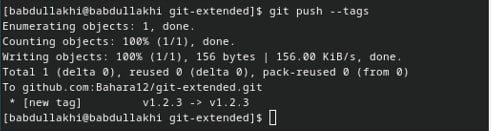 [babdullakhi@babdullakhi git-extended]$ git push --tags
Enumerating objects: 1, done.
Counting objects: 100% (1/1), done.
Writing objects: 100% (1/1), 156 bytes | 156.00 KiB/s, done.
Total 1 (delta 0), reused 0 (delta 0), pack-reused 0 (from 0)
To github.com:Bahara12/git-extended.git
 * [new tag]         v1.2.3 -> v1.2.3
[babdullakhi@babdullakhi git-extended]$